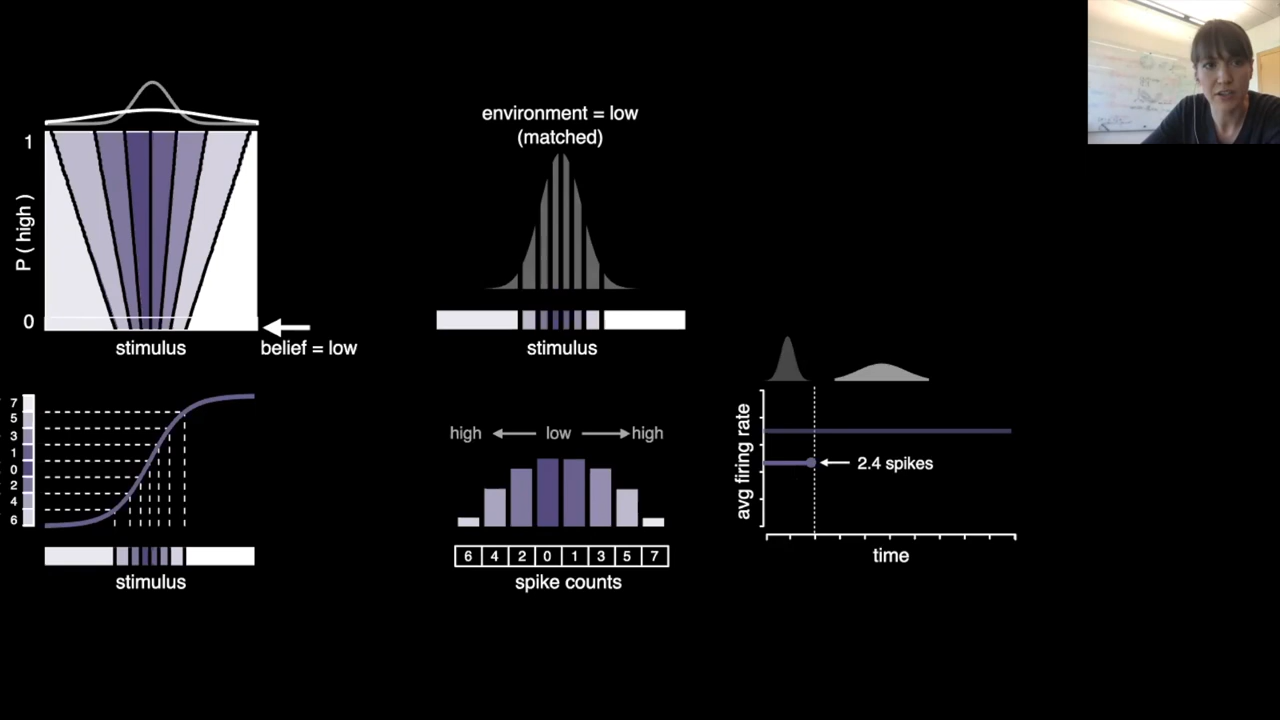 1
P ( high )
0
stimulus
belief = low
7
5
3
1
0
2
4
6
stimulus
environment = low
(matched)
stimulus
high
low
high
6 4 2 0 1 3 5 7
spike counts
avg firing rate
2.4 spikes
time